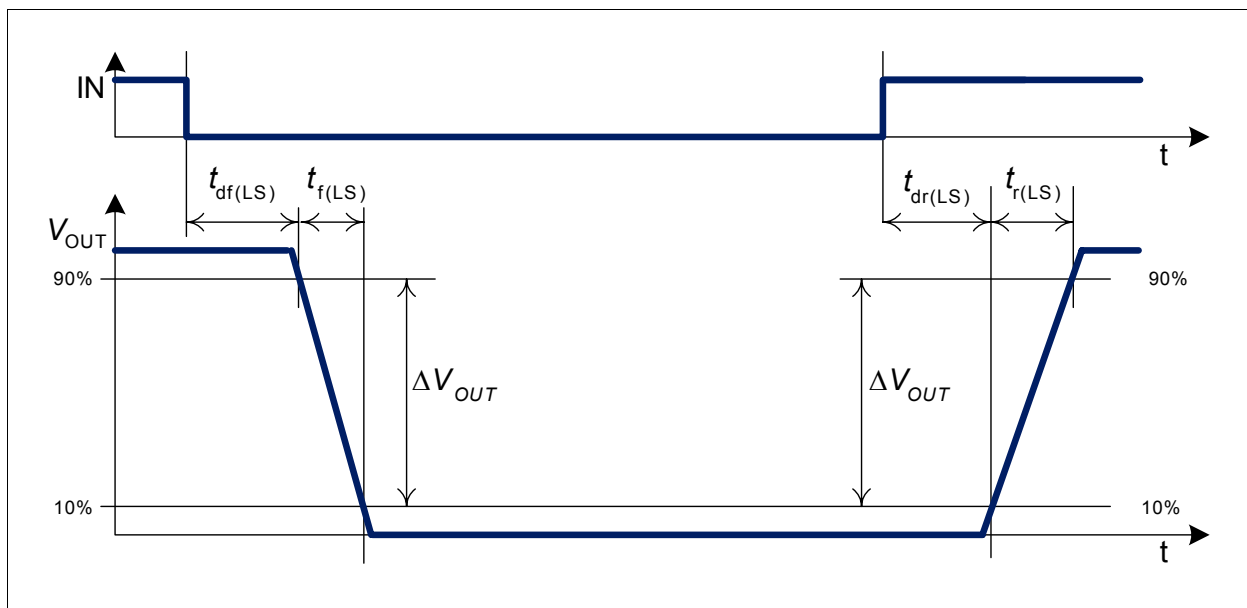 IN
t
tdf(LS) tf(LS) tdr(LS) tr(LS)
VOUT
90% 90%
ΔVOUT ΔVOUT
10% 10%
t